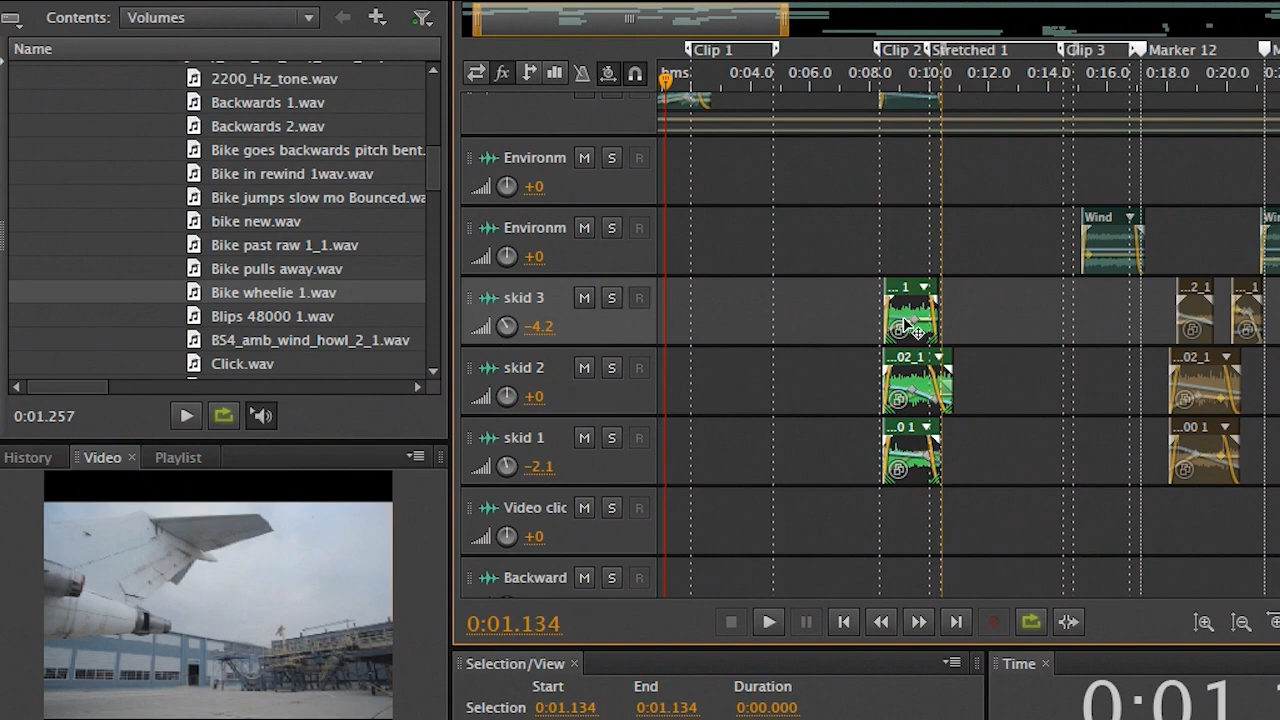 Contents: Volumes
Name
2200_Hz_tone.wav
Backwards 1.wav
Backwards 2.wav
Bike goes backwards pitch bent.
Bike in rewind 1wav.wav
Bike jumps slow mo Bounced.wa
bike new.wav
Bike past raw 1_1.wav
Bike pulls away.wav
Bike wheelie 1.wav
Blips 48000 1.wav
BS4_amb_wind_howl_2_1.wav
Click.wav
0:01.257
History Video × Playlist
Clip 1 Clip 2 Stretched 1 Clip 3 Marker 12
fx
hms 0:04.0 0:06.0 0:08.0 0:10.0 0:12.0 0:14.0 0:16.0 0:18.0 0:20.0
Environm M S R
+0
Environm M S R
+0
Wind
skid 3 M S R
-4.2
... 1 ...2_1 ..._1
skid 2 M S R
+0
...02_1 ...02_1
skid 1 M S R
-2.1
...0 1 ...00 1
Video clic M S R
+0
Backward M S R
0:01.134
Selection/View × Time ×
Start End Duration
Selection 0:01.134 0:01.134 0:00.000
0:01